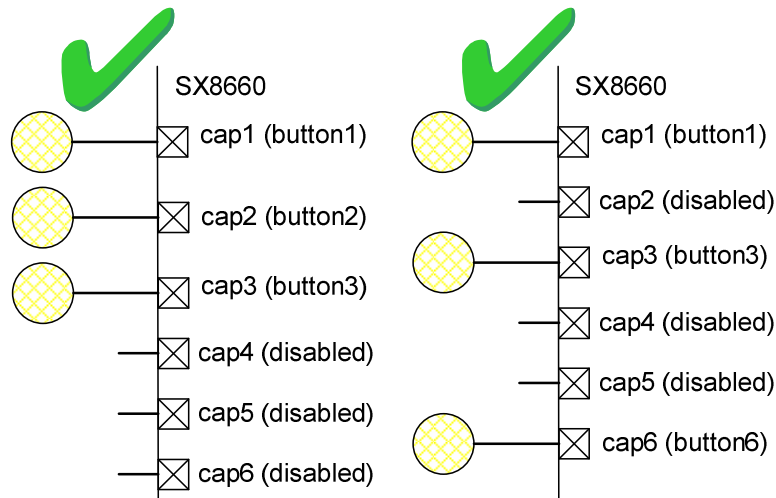 SX8660
cap1 (button1)
cap2 (button2)
cap3 (button3)
cap4 (disabled)
cap5 (disabled)
cap6 (disabled)
SX8660
cap1 (button1)
cap2 (disabled)
cap3 (button3)
cap4 (disabled)
cap5 (disabled)
cap6 (button6)